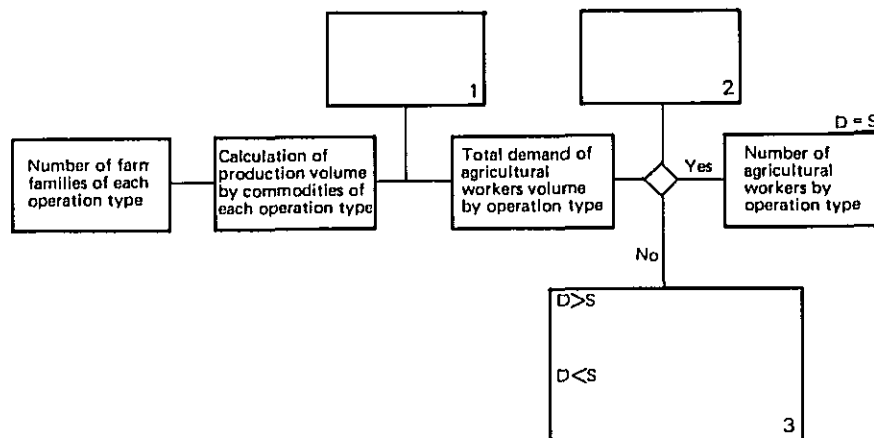 1
2
D = S
Number of farm
families of each
operation type
Calculation of
production volume
by commodities of
each operation type
Total demand of
agricultural
workers volume
by operation type
Yes
Number of
agricultural
workers by
operation type
No
D>S
D<S
3